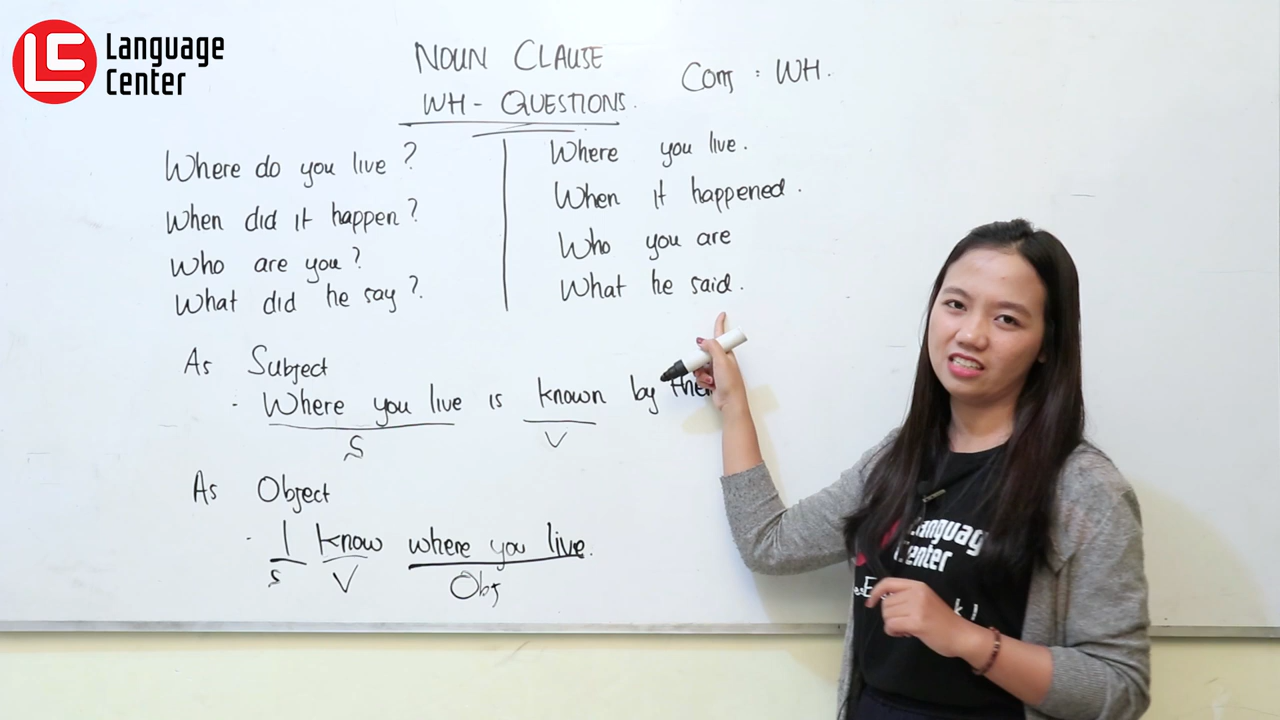 Language
Center
NOUN CLAUSE
WH - QUESTIONS.
Conj : WH.
Where do you live ?
When did it happen ?
Who are you ?
What did he say ?.
Where you live.
When it happened.
Who you are
What he said.
As Subject
· Where you live is known by
S
V
As Object
· I know where you live.
S
V
Obj
Language
Center